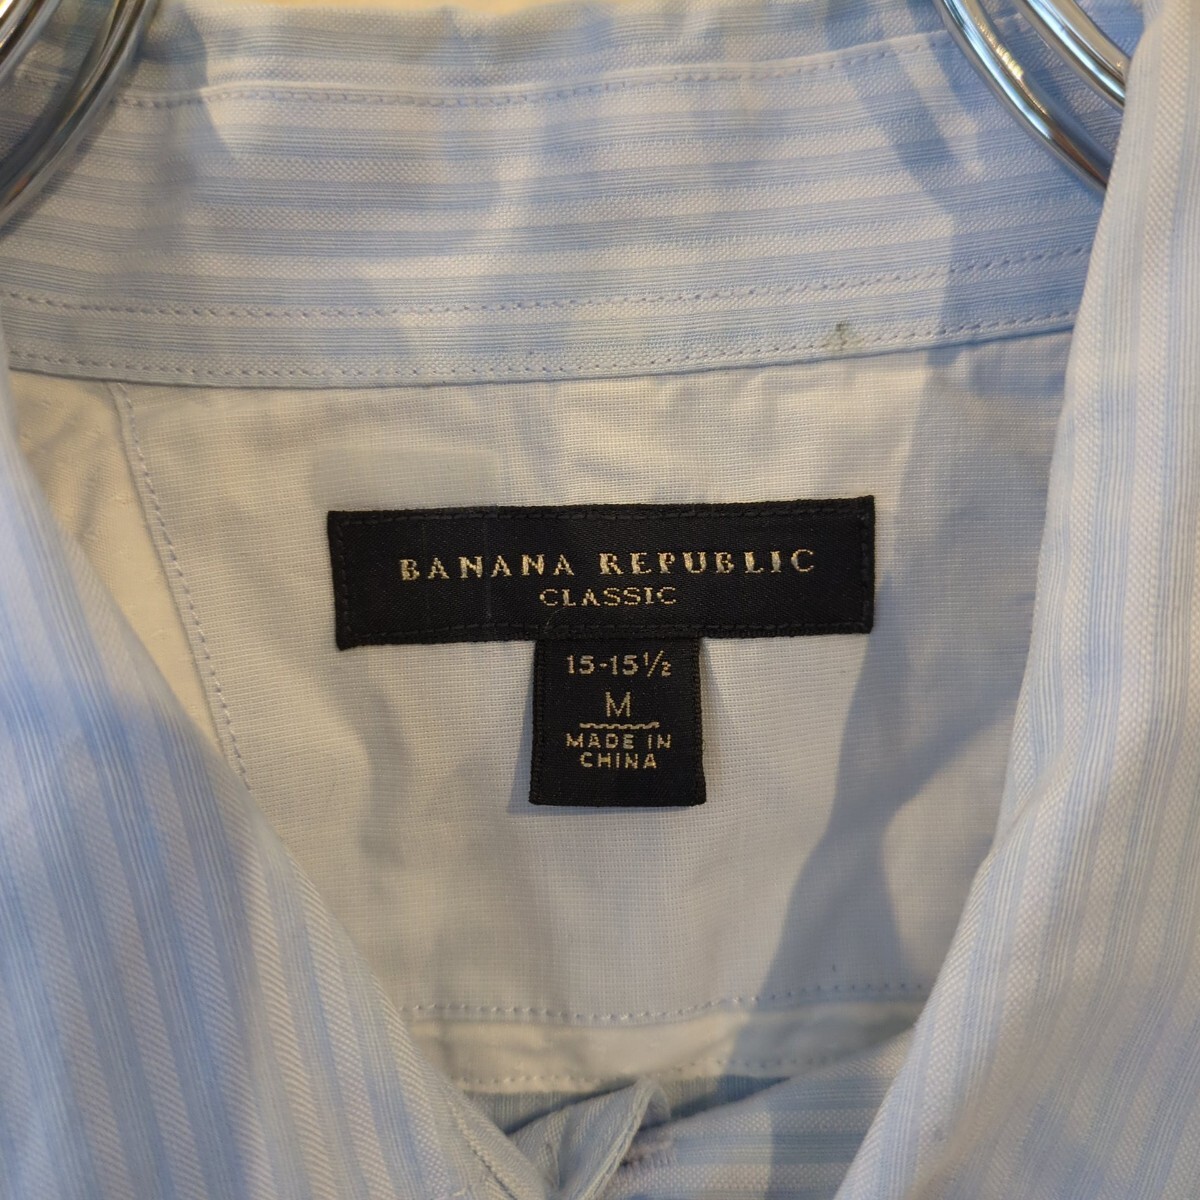 BANANA REPUBLIC
CLASSIC
15-15½
M
MADE IN
CHINA